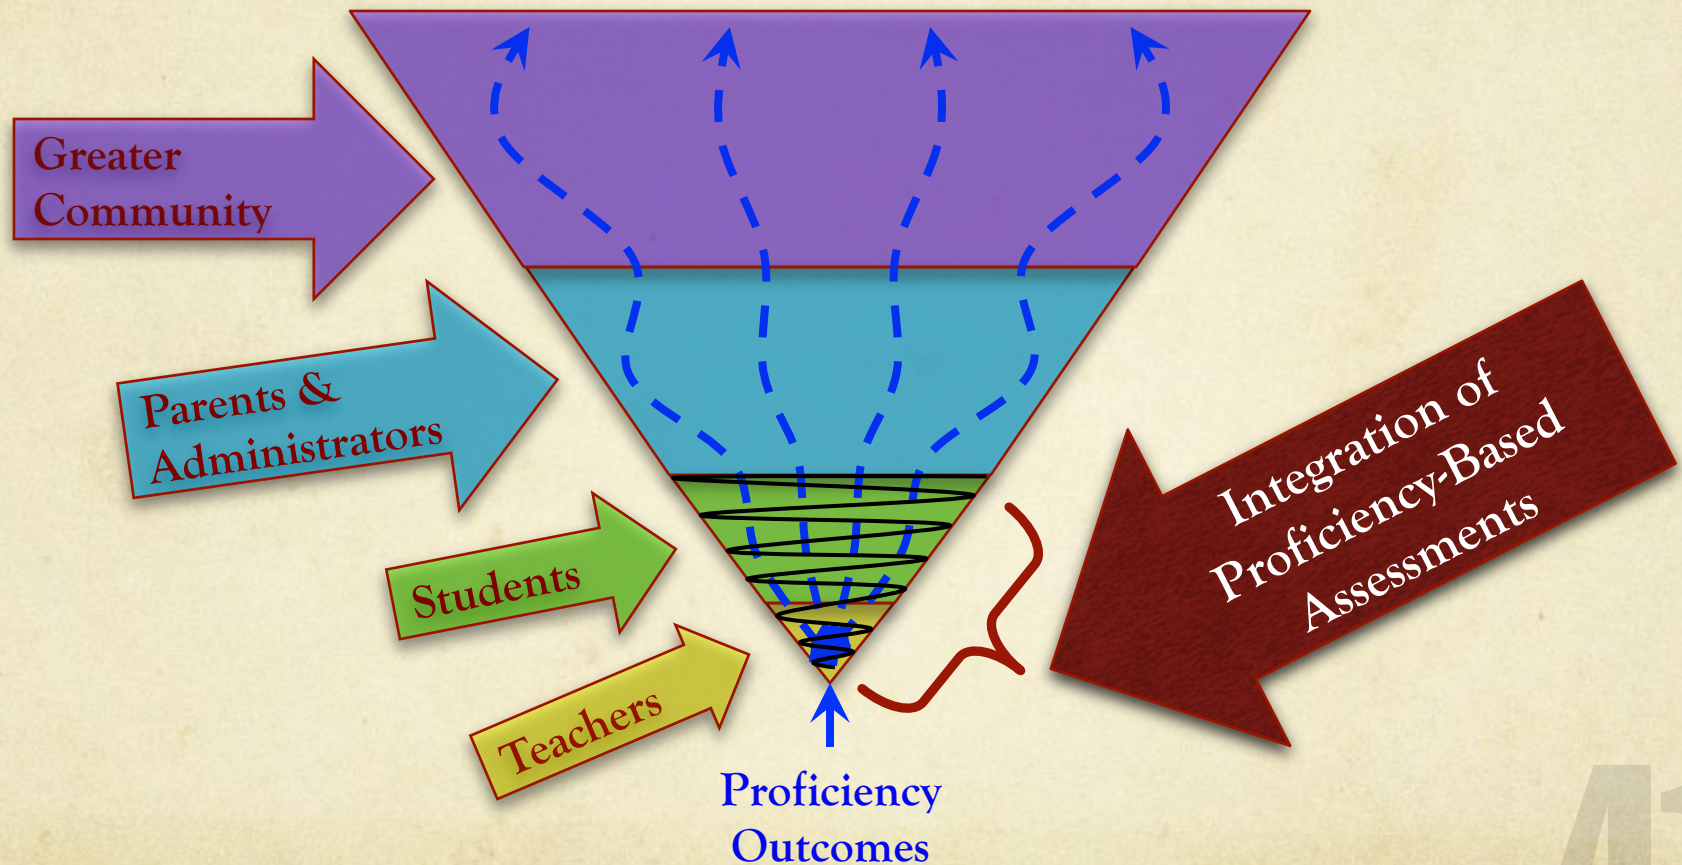 Greater
Community
Parents &
Administrators
Students
Teachers
Integration of
Proficiency-Based
Assessments
Proficiency
Outcomes